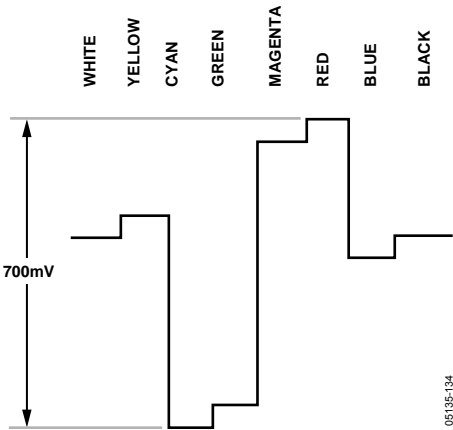 WHITE
YELLOW
CYAN
GREEN
MAGENTA
RED
BLUE
BLACK
700mV
05135-134